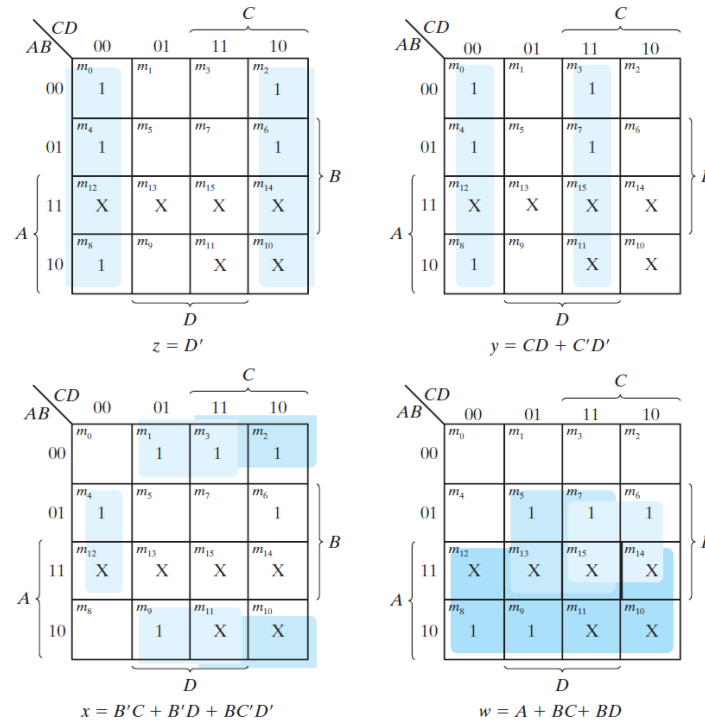 C
CD
AB 00 01 11 10
m0 m1 m3 m2
00 1 1
m4 m5 m7 m6
01 1 1
B
m12 m13 m15 m14
11 X X X X
A
m8 m9 m11 m10
10 1 X X
D
z = D′
C
CD
AB 00 01 11 10
m0 m1 m3 m2
00 1 1
m4 m5 m7 m6
01 1 1
m12 m13 m15 m14
11 X X X X
A
m8 m9 m11 m10
10 1 X X
D
y = CD + C′D′
C
CD
AB 00 01 11 10
m0 m1 m3 m2
00 1 1 1
m4 m5 m7 m6
01 1 1
B
m12 m13 m15 m14
11 X X X X
A
m8 m9 m11 m10
10 1 X X
D
x = B′C + B′D + BC′D′
C
CD
AB 00 01 11 10
m0 m1 m3 m2
00
m4 m5 m7 m6
01 1 1 1
m12 m13 m15 m14
11 X X X X
A
m8 m9 m11 m10
10 1 1 X X
D
w = A + BC + BD